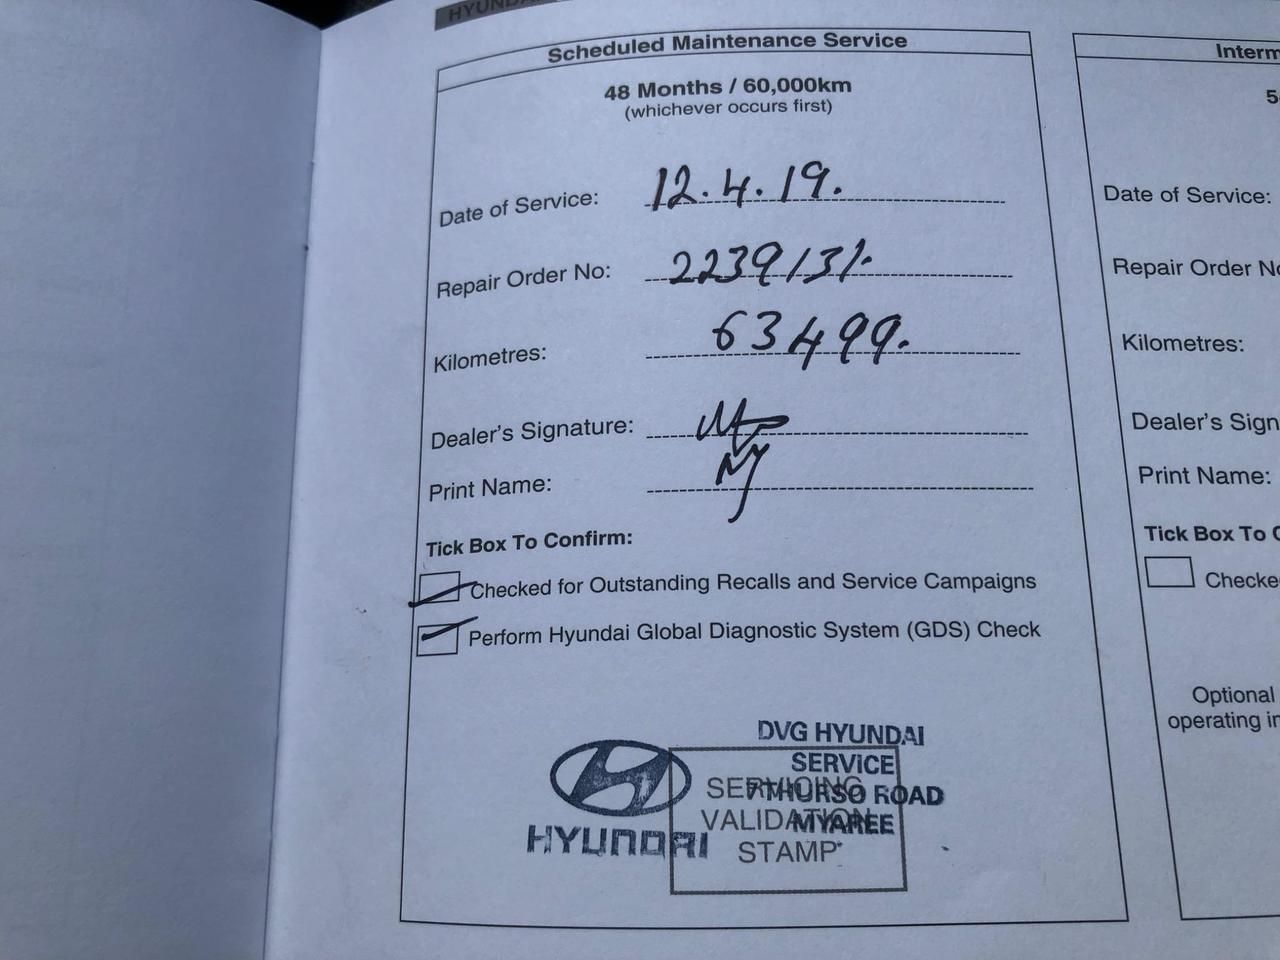 HYUNDAI
Scheduled Maintenance Service
48 Months / 60,000km
(whichever occurs first)
Date of Service: 12.4.19.
Repair Order No: 2239131.
Kilometres: 63499.
Dealer's Signature:
Print Name:
Tick Box To Confirm:
Checked for Outstanding Recalls and Service Campaigns
Perform Hyundai Global Diagnostic System (GDS) Check
DVG HYUNDAI
SERVICE
7 THURSO ROAD
MYAREE
HYUNDAI
SERVICING
VALIDATION
STAMP*
Interm
5
Date of Service:
Repair Order No
Kilometres:
Dealer's Sign
Print Name:
Tick Box To C
Checke
Optional
operating in